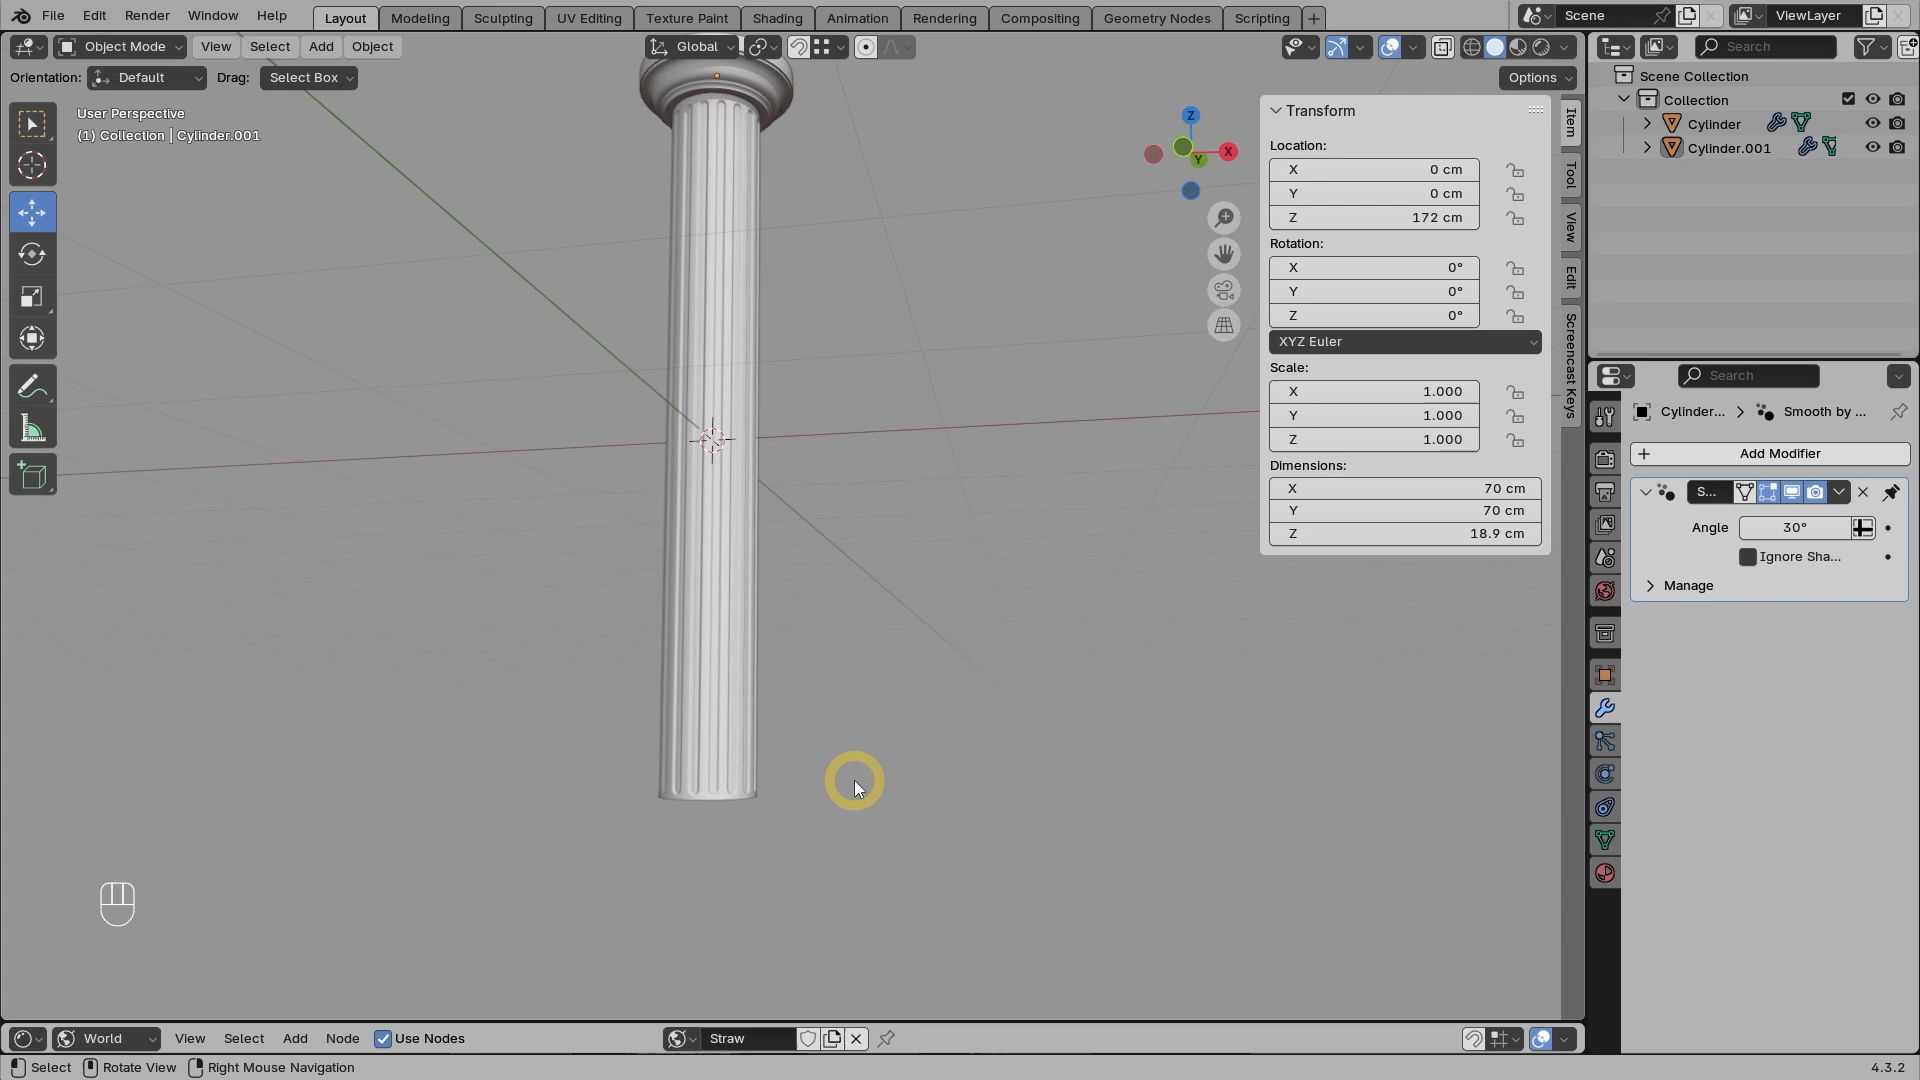 File Edit Render Window Help Layout Modeling Sculpting UV Editing Texture Paint Shading Animation Rendering Compositing Geometry Nodes Scripting Scene ViewLayer
Object Mode View Select Add Object Global Search
Orientation: Default Drag: Select Box Options
User Perspective
(1) Collection | Cylinder.001
Z
X
Y
Transform
Location:
X 0 cm
Y 0 cm
Z 172 cm
Rotation:
X 0°
Y 0°
Z 0°
XYZ Euler
Scale:
X 1.000
Y 1.000
Z 1.000
Dimensions:
X 70 cm
Y 70 cm
Z 18.9 cm
Item
Tool
View
Edit
Screencast Keys
Scene Collection
Collection
Cylinder
Cylinder.001
Search
Cylinder... Smooth by ...
Add Modifier
S...
Angle 30°
Ignore Sha...
Manage
World View Select Add Node Use Nodes Straw
Select Rotate View Right Mouse Navigation 4.3.2